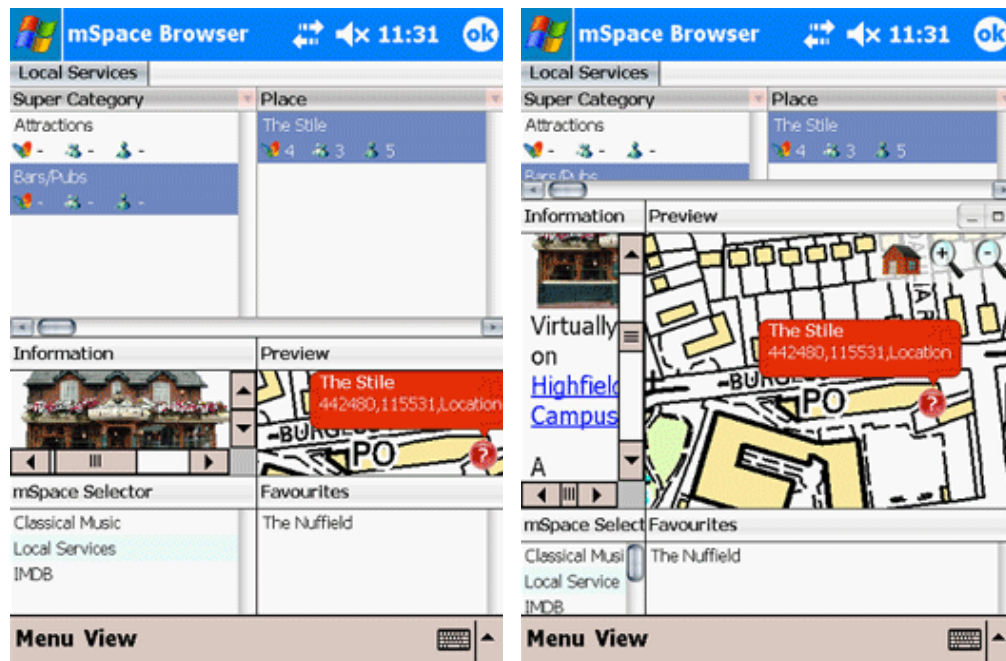 mSpace Browser 11:31 ok
Local Services
Super Category Place
Attractions The Stile
- - - 4 3 5
Bars/Pubs
- - -
Information Preview
The Stile
442480,115531,Location
PO
mSpace Selector Favourites
Classical Music The Nuffield
Local Services
IMDB
Menu View
mSpace Browser 11:31 ok
Local Services
Super Category Place
Attractions The Stile
- - - 4 3 5
Bars/Pubs
Information Preview
Virtually
on
Highfield
Campus
A
The Stile
442480,115531,Location
PO
mSpace Select Favourites
Classical Musi The Nuffield
Local Service
IMDB
Menu View